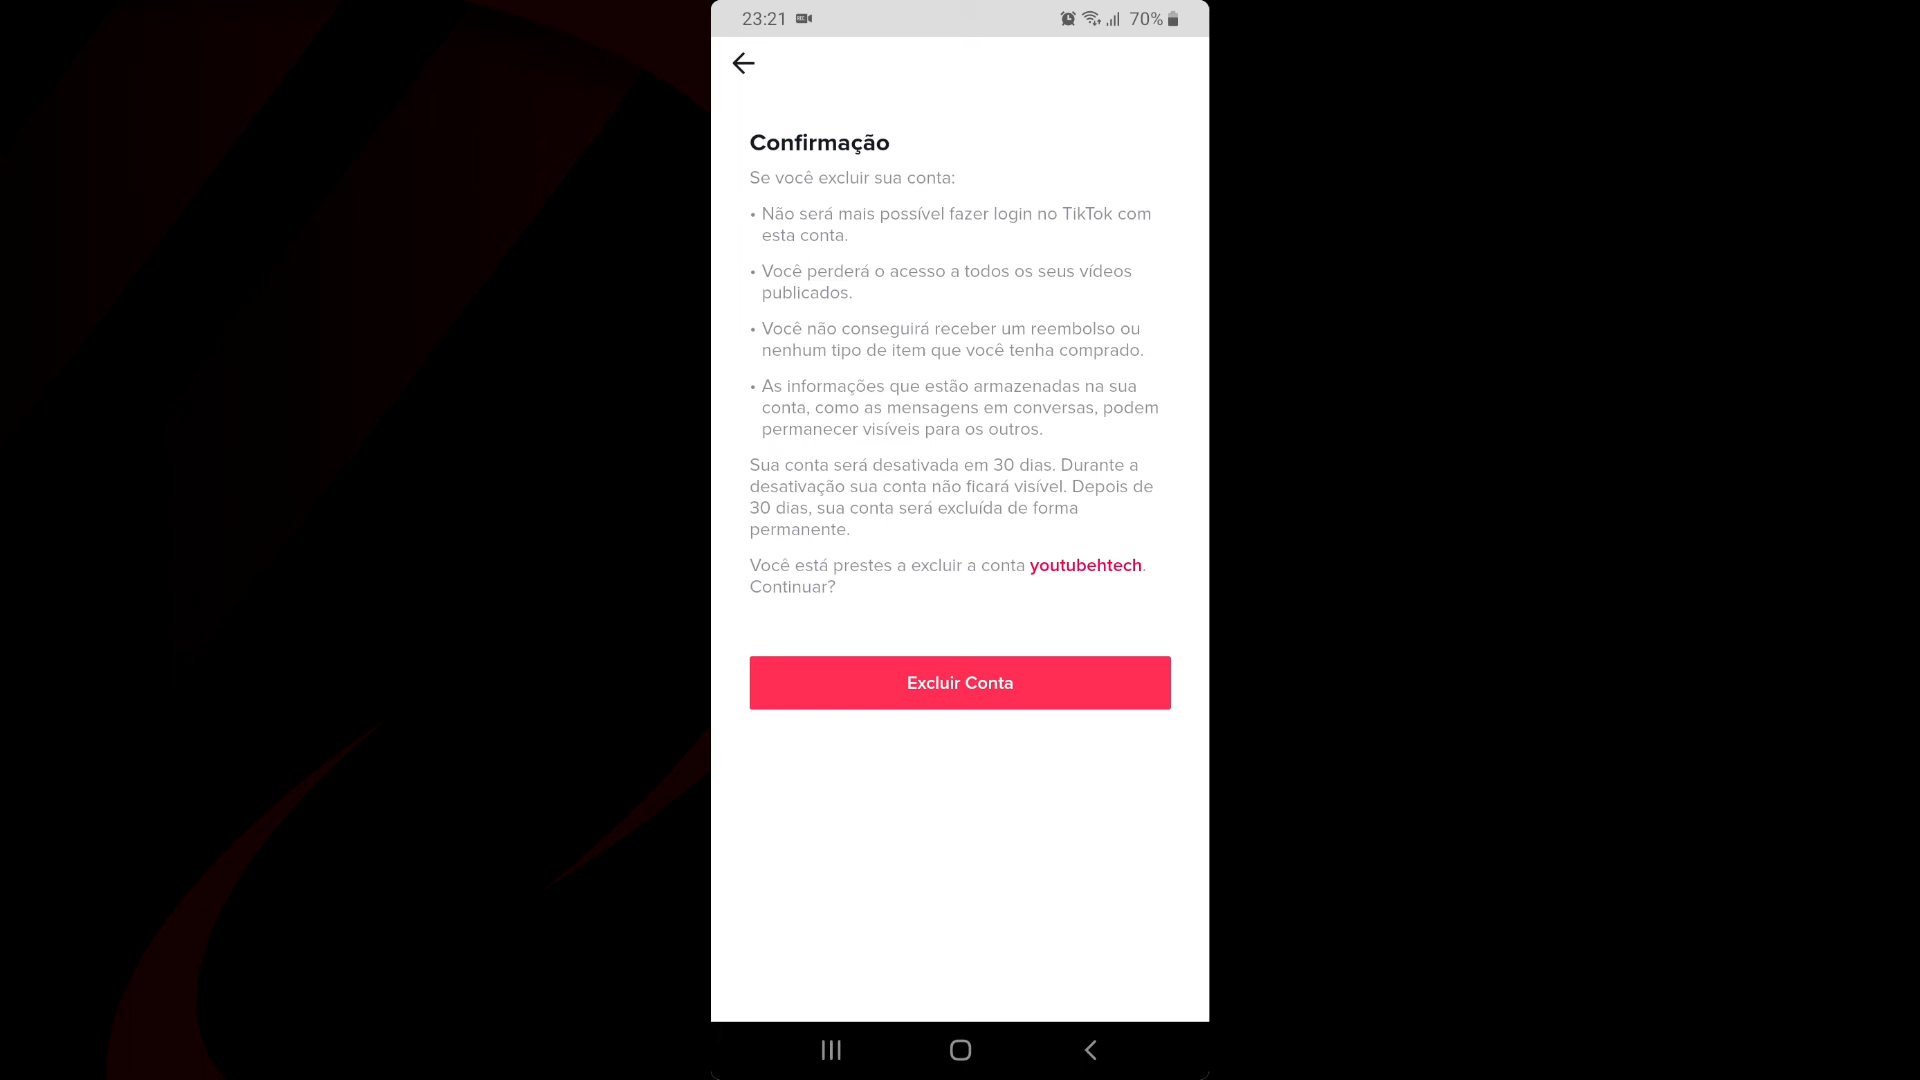 23:21 70%
Confirmação
Se você excluir sua conta:
• Não será mais possível fazer login no TikTok com
esta conta.
• Você perderá o acesso a todos os seus vídeos
publicados.
• Você não conseguirá receber um reembolso ou
nenhum tipo de item que você tenha comprado.
• As informações que estão armazenadas na sua
conta, como as mensagens em conversas, podem
permanecer visíveis para os outros.
Sua conta será desativada em 30 dias. Durante a
desativação sua conta não ficará visível. Depois de
30 dias, sua conta será excluída de forma
permanente.
Você está prestes a excluir a conta youtubehtech.
Continuar?
Excluir Conta